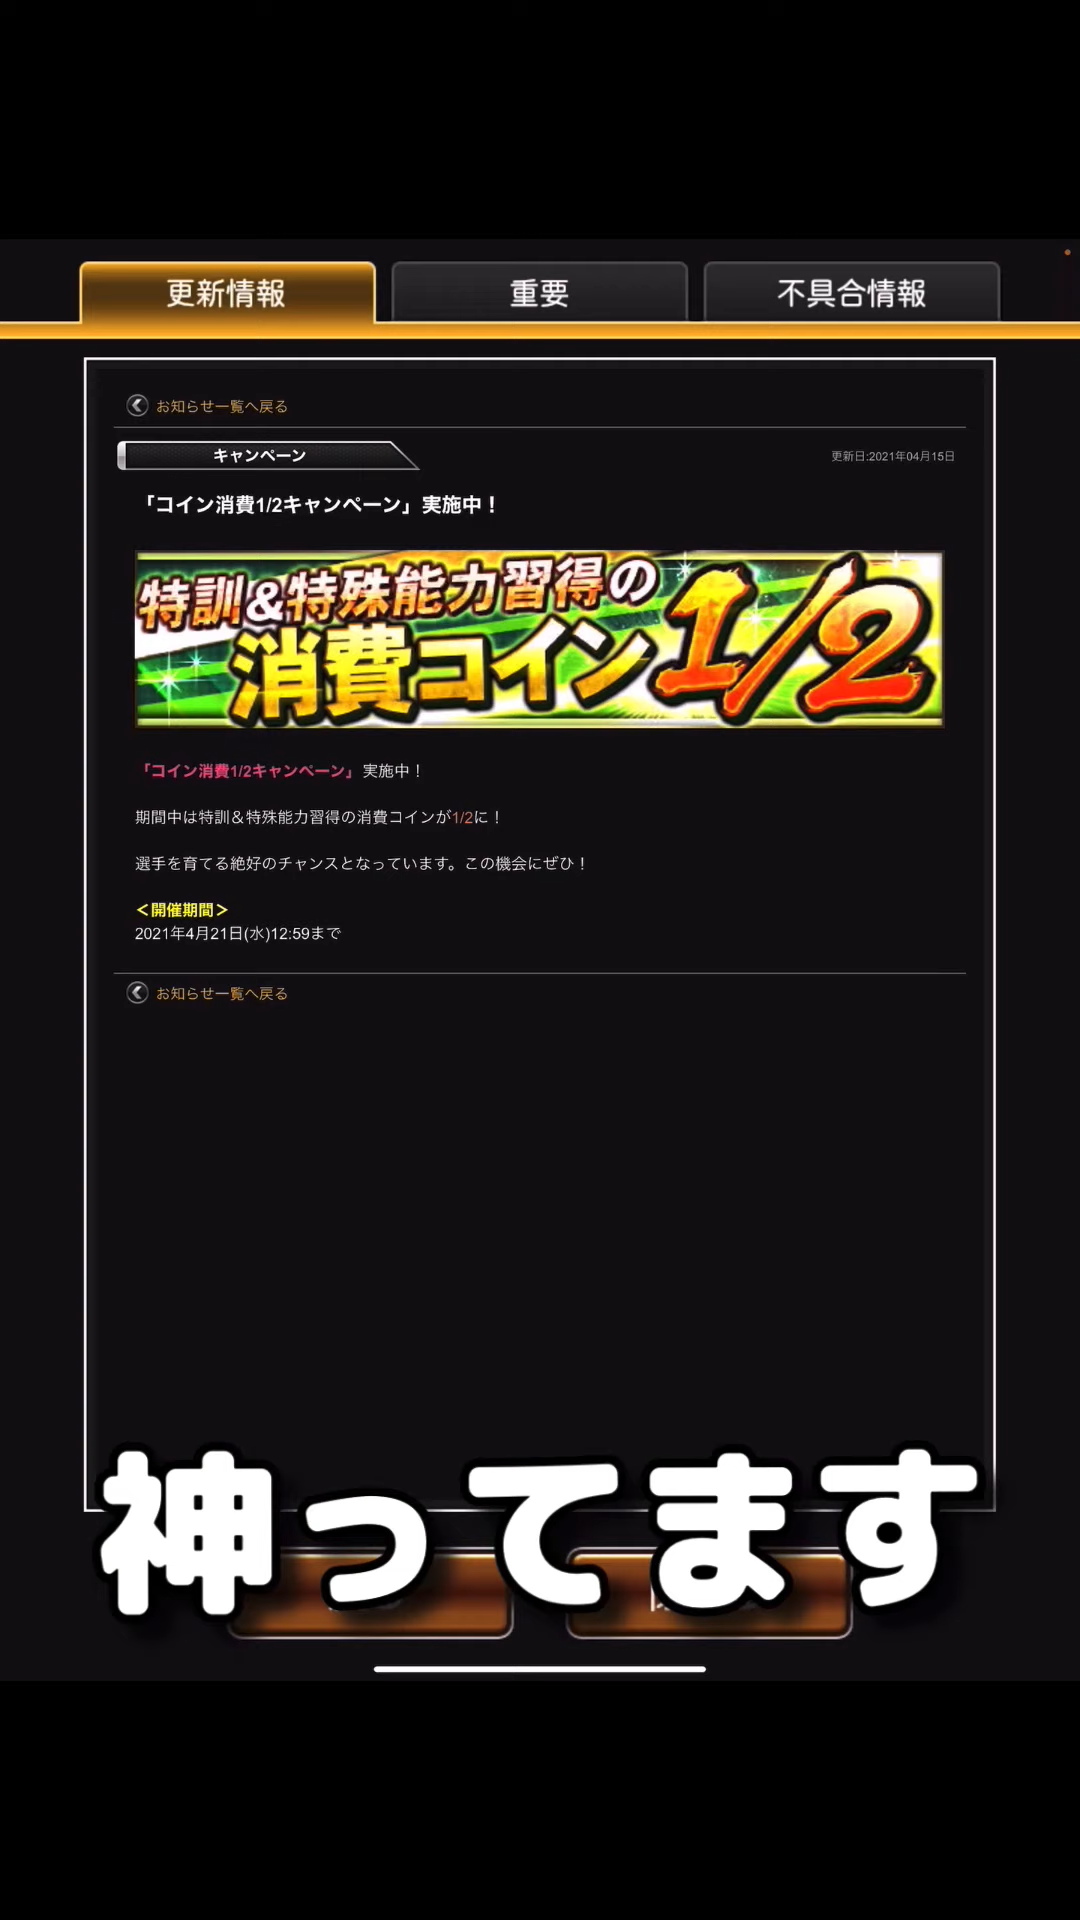 更新情報
重要
不具合情報
お知らせ一覧へ戻る
キャンペーン
更新日:2021年04月15日
「コイン消費1/2キャンペーン」実施中！
特訓&特殊能力習得の
消費コイン1/2
「コイン消費1/2キャンペーン」実施中！
期間中は特訓＆特殊能力習得の消費コインが1/2に！
選手を育てる絶好のチャンスとなっています。この機会にぜひ！
＜開催期間＞
2021年4月21日(水)12:59まで
お知らせ一覧へ戻る
神ってます